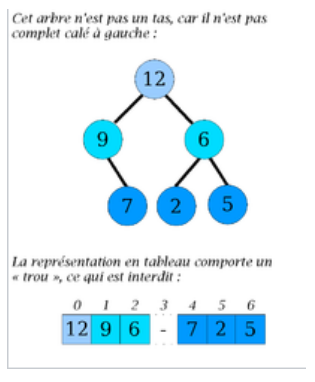 Cet arbre n'est pas un tas, car il n'est pas
complet calé à gauche :
12
9 6
7 2 5
La représentation en tableau comporte un
« trou », ce qui est interdit :
0 1 2 3 4 5 6
12 9 6 - 7 2 5